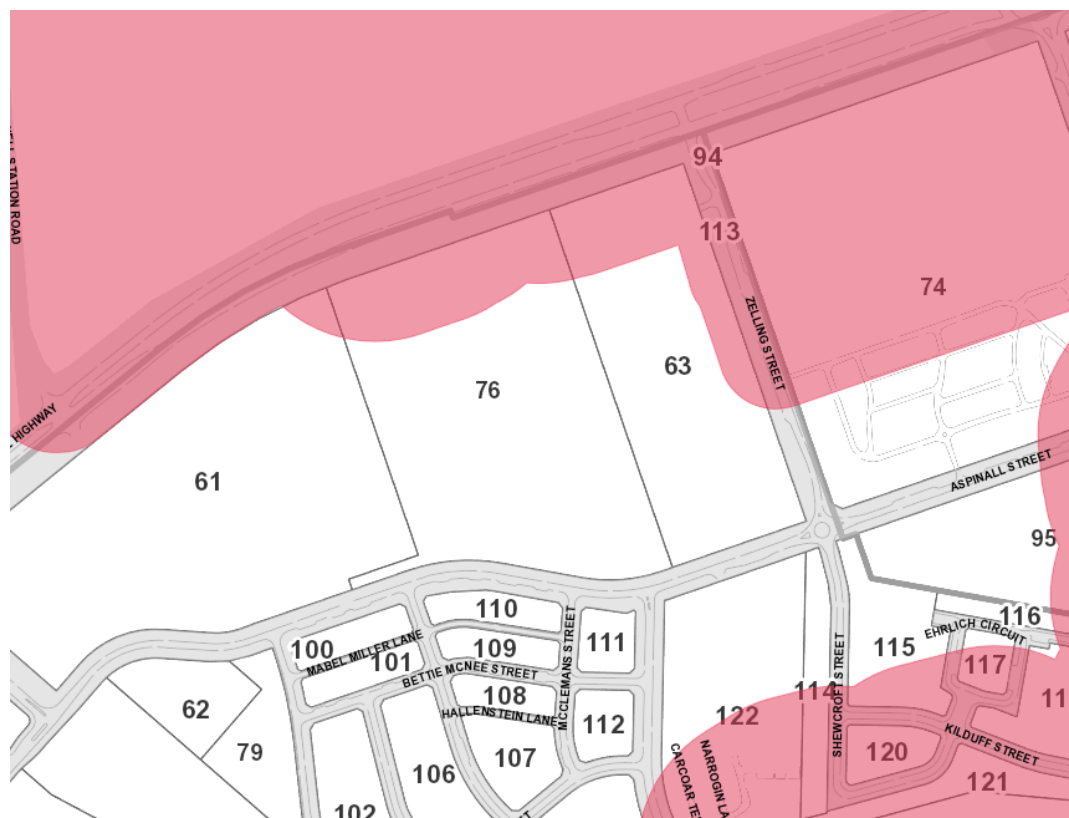 94
STATION ROAD
113
74
ZELLING STREET
63
76
HIGHWAY
61
ASPINALL STREET
95
110
116
EHRLICH CIRCUIT
100
MABEL MILLER LANE
109
MCCLEMANS STREET
111
115
101
BETTIE MCNEE STREET
117
108
114
SHEWCROFT STREET
62
HALLENSTEIN LANE
112
122
KILDUFF STREET
79
107
120
106
CARCOAR
NARROGIN
121
102